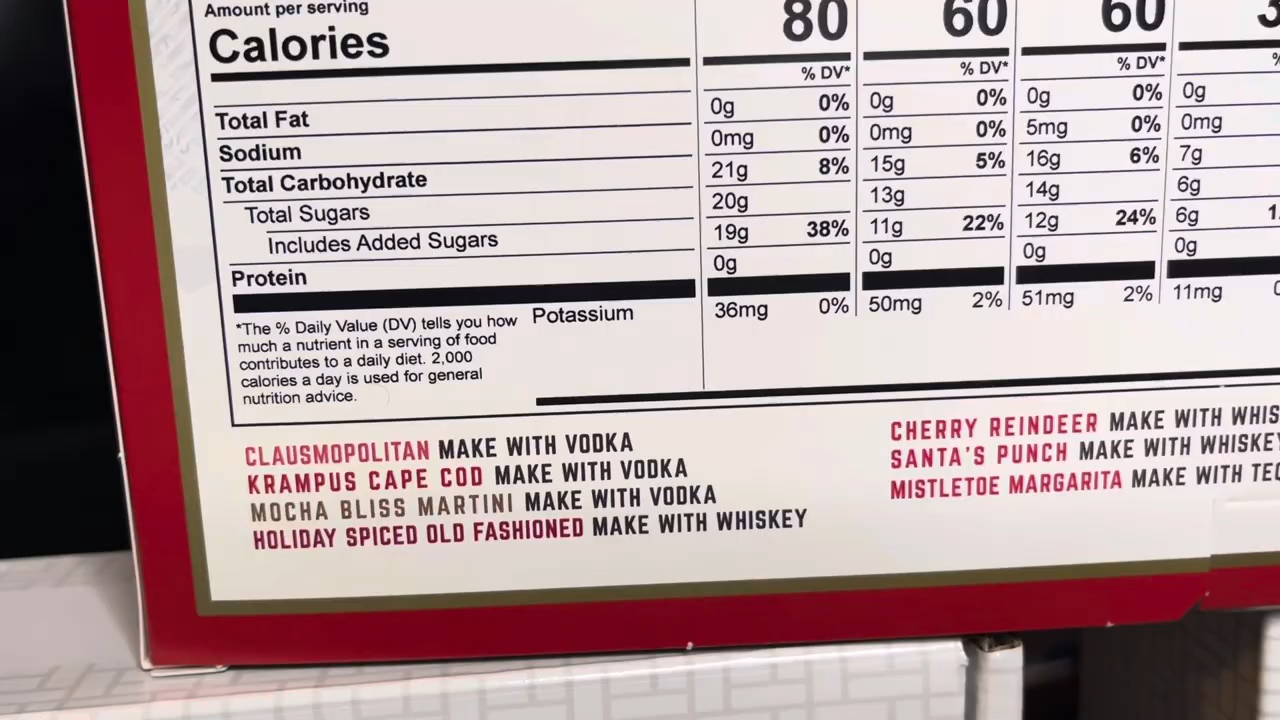 Amount per serving
Calories 80 60 60
% DV* % DV* % DV*
Total Fat 0g 0% 0g 0% 0g 0% 0g
Sodium 0mg 0% 0mg 0% 5mg 0% 0mg
Total Carbohydrate 21g 8% 15g 5% 16g 6% 7g
Total Sugars 20g 13g 14g 6g
Includes Added Sugars 19g 38% 11g 22% 12g 24% 6g
Protein 0g 0g 0g 0g
Potassium 36mg 0% 50mg 2% 51mg 2% 11mg
*The % Daily Value (DV) tells you how
much a nutrient in a serving of food
contributes to a daily diet. 2,000
calories a day is used for general
nutrition advice.
CLAUSMOPOLITAN MAKE WITH VODKA
KRAMPUS CAPE COD MAKE WITH VODKA
MOCHA BLISS MARTINI MAKE WITH VODKA
HOLIDAY SPICED OLD FASHIONED MAKE WITH WHISKEY
CHERRY REINDEER MAKE WITH WHIS
SANTA'S PUNCH MAKE WITH WHISKEY
MISTLETOE MARGARITA MAKE WITH